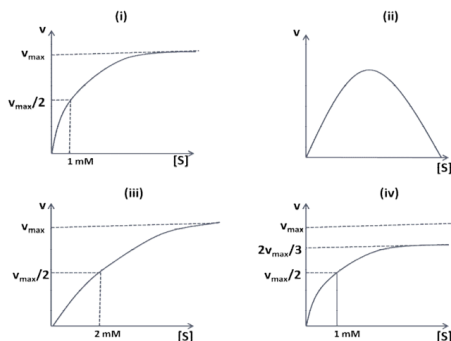 (i)
v
vmax
vmax/2
1 mM
[S]
(ii)
v
[S]
(iii)
v
vmax
vmax/2
2 mM
[S]
(iv)
v
vmax
2vmax/3
vmax/2
1 mM
[S]